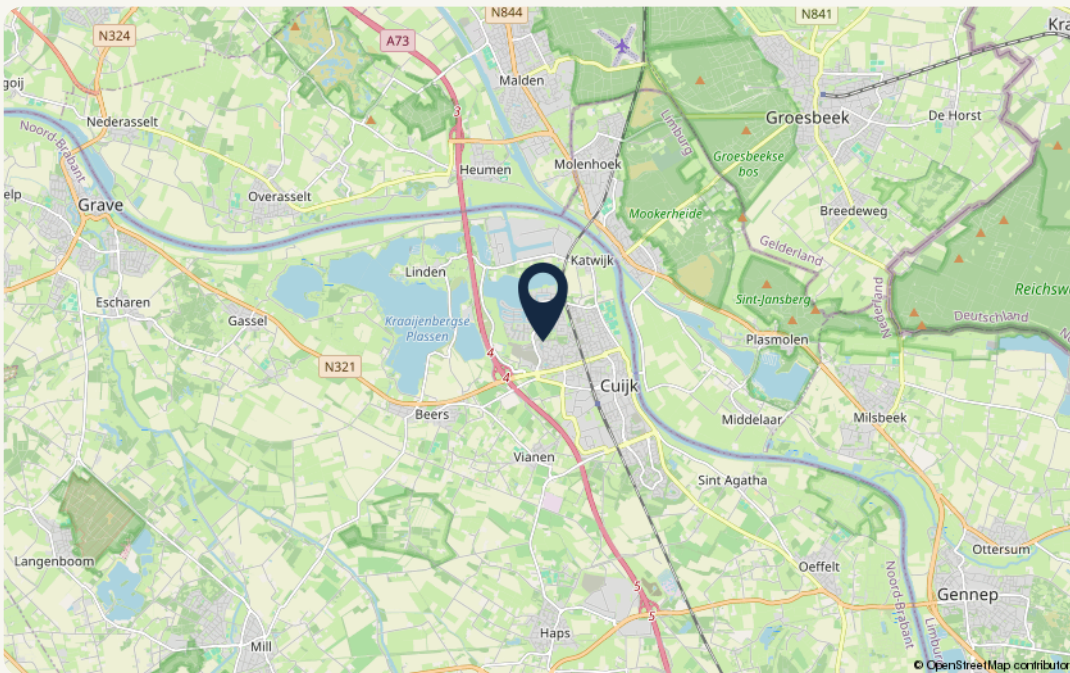 N844
N841
N324
Kra
A73
goij
Malden
3
Nederasselt
Groesbeek
De Horst
Noord-Brabant
Limburg
Molenhoek
Groesbeekse
bos
Heumen
elp
Overasselt
Grave
Mookerheide
Breedeweg
Gelderland
Katwijk
Linden
Nederland
Reichswa
Escharen
Sint-Jansberg
Gassel
Kraaijenbergse
Plassen
Deutschland
Plasmolen
4
N321
4
Cuijk
Beers
Middelaar
Milsbeek
Vianen
Sint Agatha
Langenboom
Ottersum
Oeffelt
5
Noord-Brabant
Gennep
5
Haps
Mill
Limbur
© OpenStreetMap contributor